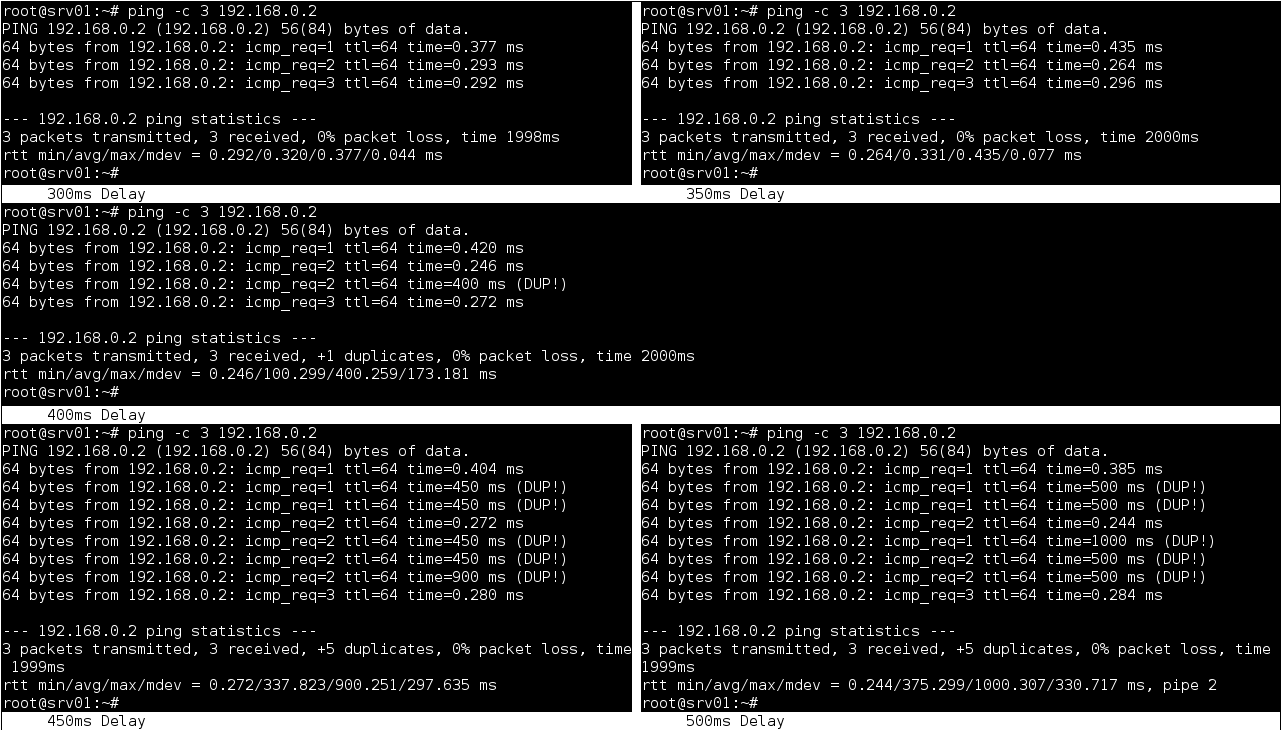 root@srv01:~# ping -c 3 192.168.0.2
PING 192.168.0.2 (192.168.0.2) 56(84) bytes of data.
64 bytes from 192.168.0.2: icmp_req=1 ttl=64 time=0.377 ms
64 bytes from 192.168.0.2: icmp_req=2 ttl=64 time=0.293 ms
64 bytes from 192.168.0.2: icmp_req=3 ttl=64 time=0.292 ms
--- 192.168.0.2 ping statistics ---
3 packets transmitted, 3 received, 0% packet loss, time 1998ms
rtt min/avg/max/mdev = 0.292/0.320/0.377/0.044 ms
root@srv01:~#
300ms Delay
root@srv01:~# ping -c 3 192.168.0.2
PING 192.168.0.2 (192.168.0.2) 56(84) bytes of data.
64 bytes from 192.168.0.2: icmp_req=1 ttl=64 time=0.435 ms
64 bytes from 192.168.0.2: icmp_req=2 ttl=64 time=0.264 ms
64 bytes from 192.168.0.2: icmp_req=3 ttl=64 time=0.296 ms
--- 192.168.0.2 ping statistics ---
3 packets transmitted, 3 received, 0% packet loss, time 2000ms
rtt min/avg/max/mdev = 0.264/0.331/0.435/0.077 ms
root@srv01:~#
350ms Delay
root@srv01:~# ping -c 3 192.168.0.2
PING 192.168.0.2 (192.168.0.2) 56(84) bytes of data.
64 bytes from 192.168.0.2: icmp_req=1 ttl=64 time=0.420 ms
64 bytes from 192.168.0.2: icmp_req=2 ttl=64 time=0.246 ms
64 bytes from 192.168.0.2: icmp_req=2 ttl=64 time=400 ms (DUP!)
64 bytes from 192.168.0.2: icmp_req=3 ttl=64 time=0.272 ms
--- 192.168.0.2 ping statistics ---
3 packets transmitted, 3 received, +1 duplicates, 0% packet loss, time 2000ms
rtt min/avg/max/mdev = 0.246/100.299/400.259/173.181 ms
root@srv01:~#
400ms Delay
root@srv01:~# ping -c 3 192.168.0.2
PING 192.168.0.2 (192.168.0.2) 56(84) bytes of data.
64 bytes from 192.168.0.2: icmp_req=1 ttl=64 time=0.404 ms
64 bytes from 192.168.0.2: icmp_req=1 ttl=64 time=450 ms (DUP!)
64 bytes from 192.168.0.2: icmp_req=1 ttl=64 time=450 ms (DUP!)
64 bytes from 192.168.0.2: icmp_req=2 ttl=64 time=0.272 ms
64 bytes from 192.168.0.2: icmp_req=2 ttl=64 time=450 ms (DUP!)
64 bytes from 192.168.0.2: icmp_req=2 ttl=64 time=450 ms (DUP!)
64 bytes from 192.168.0.2: icmp_req=2 ttl=64 time=900 ms (DUP!)
64 bytes from 192.168.0.2: icmp_req=3 ttl=64 time=0.280 ms
--- 192.168.0.2 ping statistics ---
3 packets transmitted, 3 received, +5 duplicates, 0% packet loss, time
1999ms
rtt min/avg/max/mdev = 0.272/337.823/900.251/297.635 ms
root@srv01:~#
450ms Delay
root@srv01:~# ping -c 3 192.168.0.2
PING 192.168.0.2 (192.168.0.2) 56(84) bytes of data.
64 bytes from 192.168.0.2: icmp_req=1 ttl=64 time=0.385 ms
64 bytes from 192.168.0.2: icmp_req=1 ttl=64 time=500 ms (DUP!)
64 bytes from 192.168.0.2: icmp_req=1 ttl=64 time=500 ms (DUP!)
64 bytes from 192.168.0.2: icmp_req=2 ttl=64 time=0.244 ms
64 bytes from 192.168.0.2: icmp_req=1 ttl=64 time=1000 ms (DUP!)
64 bytes from 192.168.0.2: icmp_req=2 ttl=64 time=500 ms (DUP!)
64 bytes from 192.168.0.2: icmp_req=2 ttl=64 time=500 ms (DUP!)
64 bytes from 192.168.0.2: icmp_req=3 ttl=64 time=0.284 ms
--- 192.168.0.2 ping statistics ---
3 packets transmitted, 3 received, +5 duplicates, 0% packet loss, time
1999ms
rtt min/avg/max/mdev = 0.244/375.299/1000.307/330.717 ms, pipe 2
root@srv01:~#
500ms Delay